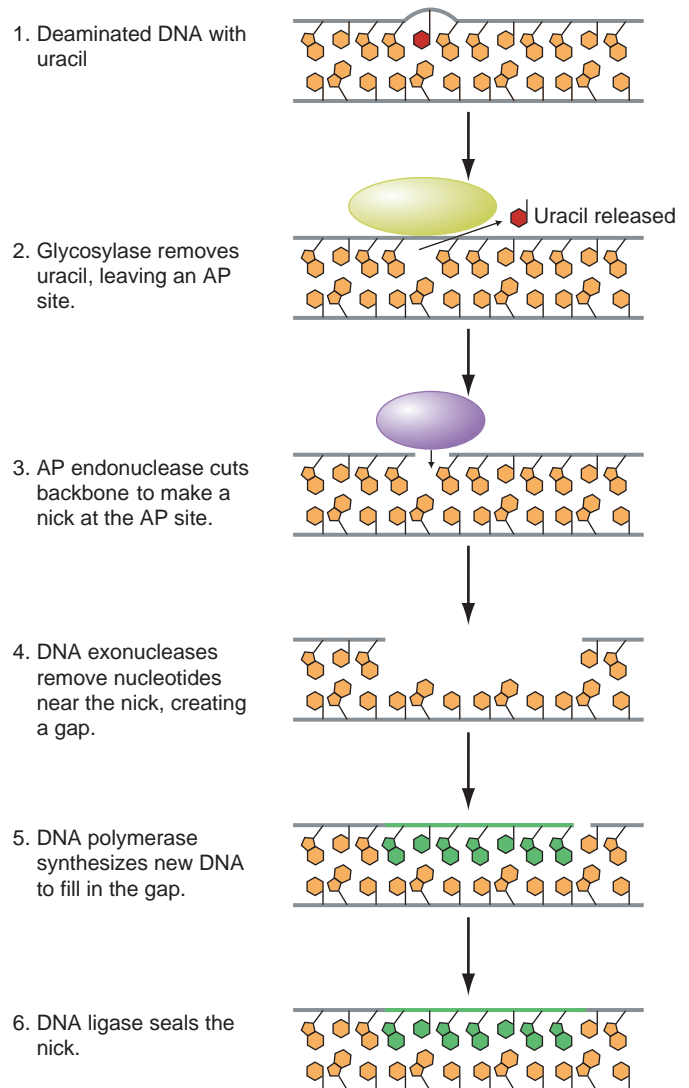 1. Deaminated DNA with
uracil
Uracil released
2. Glycosylase removes
uracil, leaving an AP
site.
3. AP endonuclease cuts
backbone to make a
nick at the AP site.
4. DNA exonucleases
remove nucleotides
near the nick, creating
a gap.
5. DNA polymerase
synthesizes new DNA
to fill in the gap.
6. DNA ligase seals the
nick.